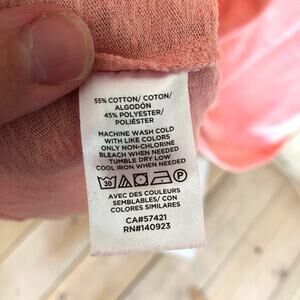 55% COTTON/ COTON/
ALGODÓN
45% POLYESTER/
POLIÉSTER
MACHINE WASH COLD
WITH LIKE COLORS
ONLY NON-CHLORINE
BLEACH WHEN NEEDED
TUMBLE DRY LOW
COOL IRON WHEN NEEDED
30 P
AVEC DES COULEURS
SEMBLABLES/ CON
COLORES SIMILARES
CA#57421
RN#140923